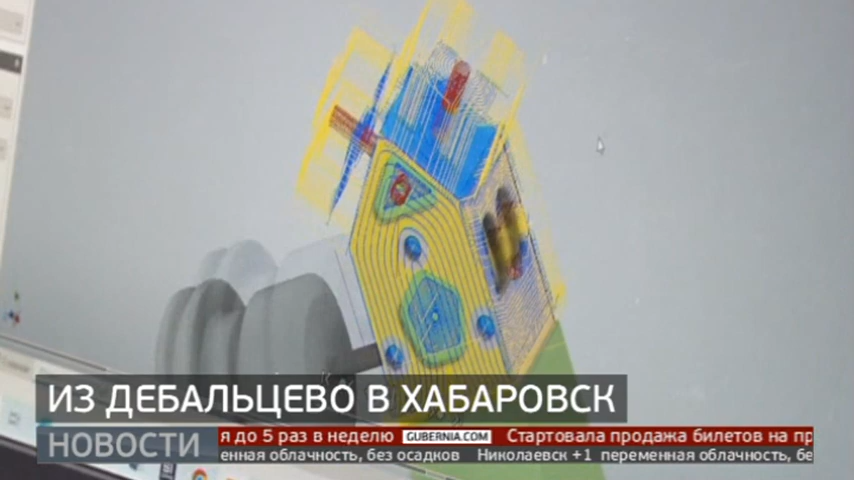 ИЗ ДЕБАЛЬЦЕВО В ХАБАРОВСК
НОВОСТИ
я до 5 раз в неделю GUBERNIA.COM Стартовала продажа билетов на пр
енная облачность, без осадков Николаевск +1 переменная облачность, бе